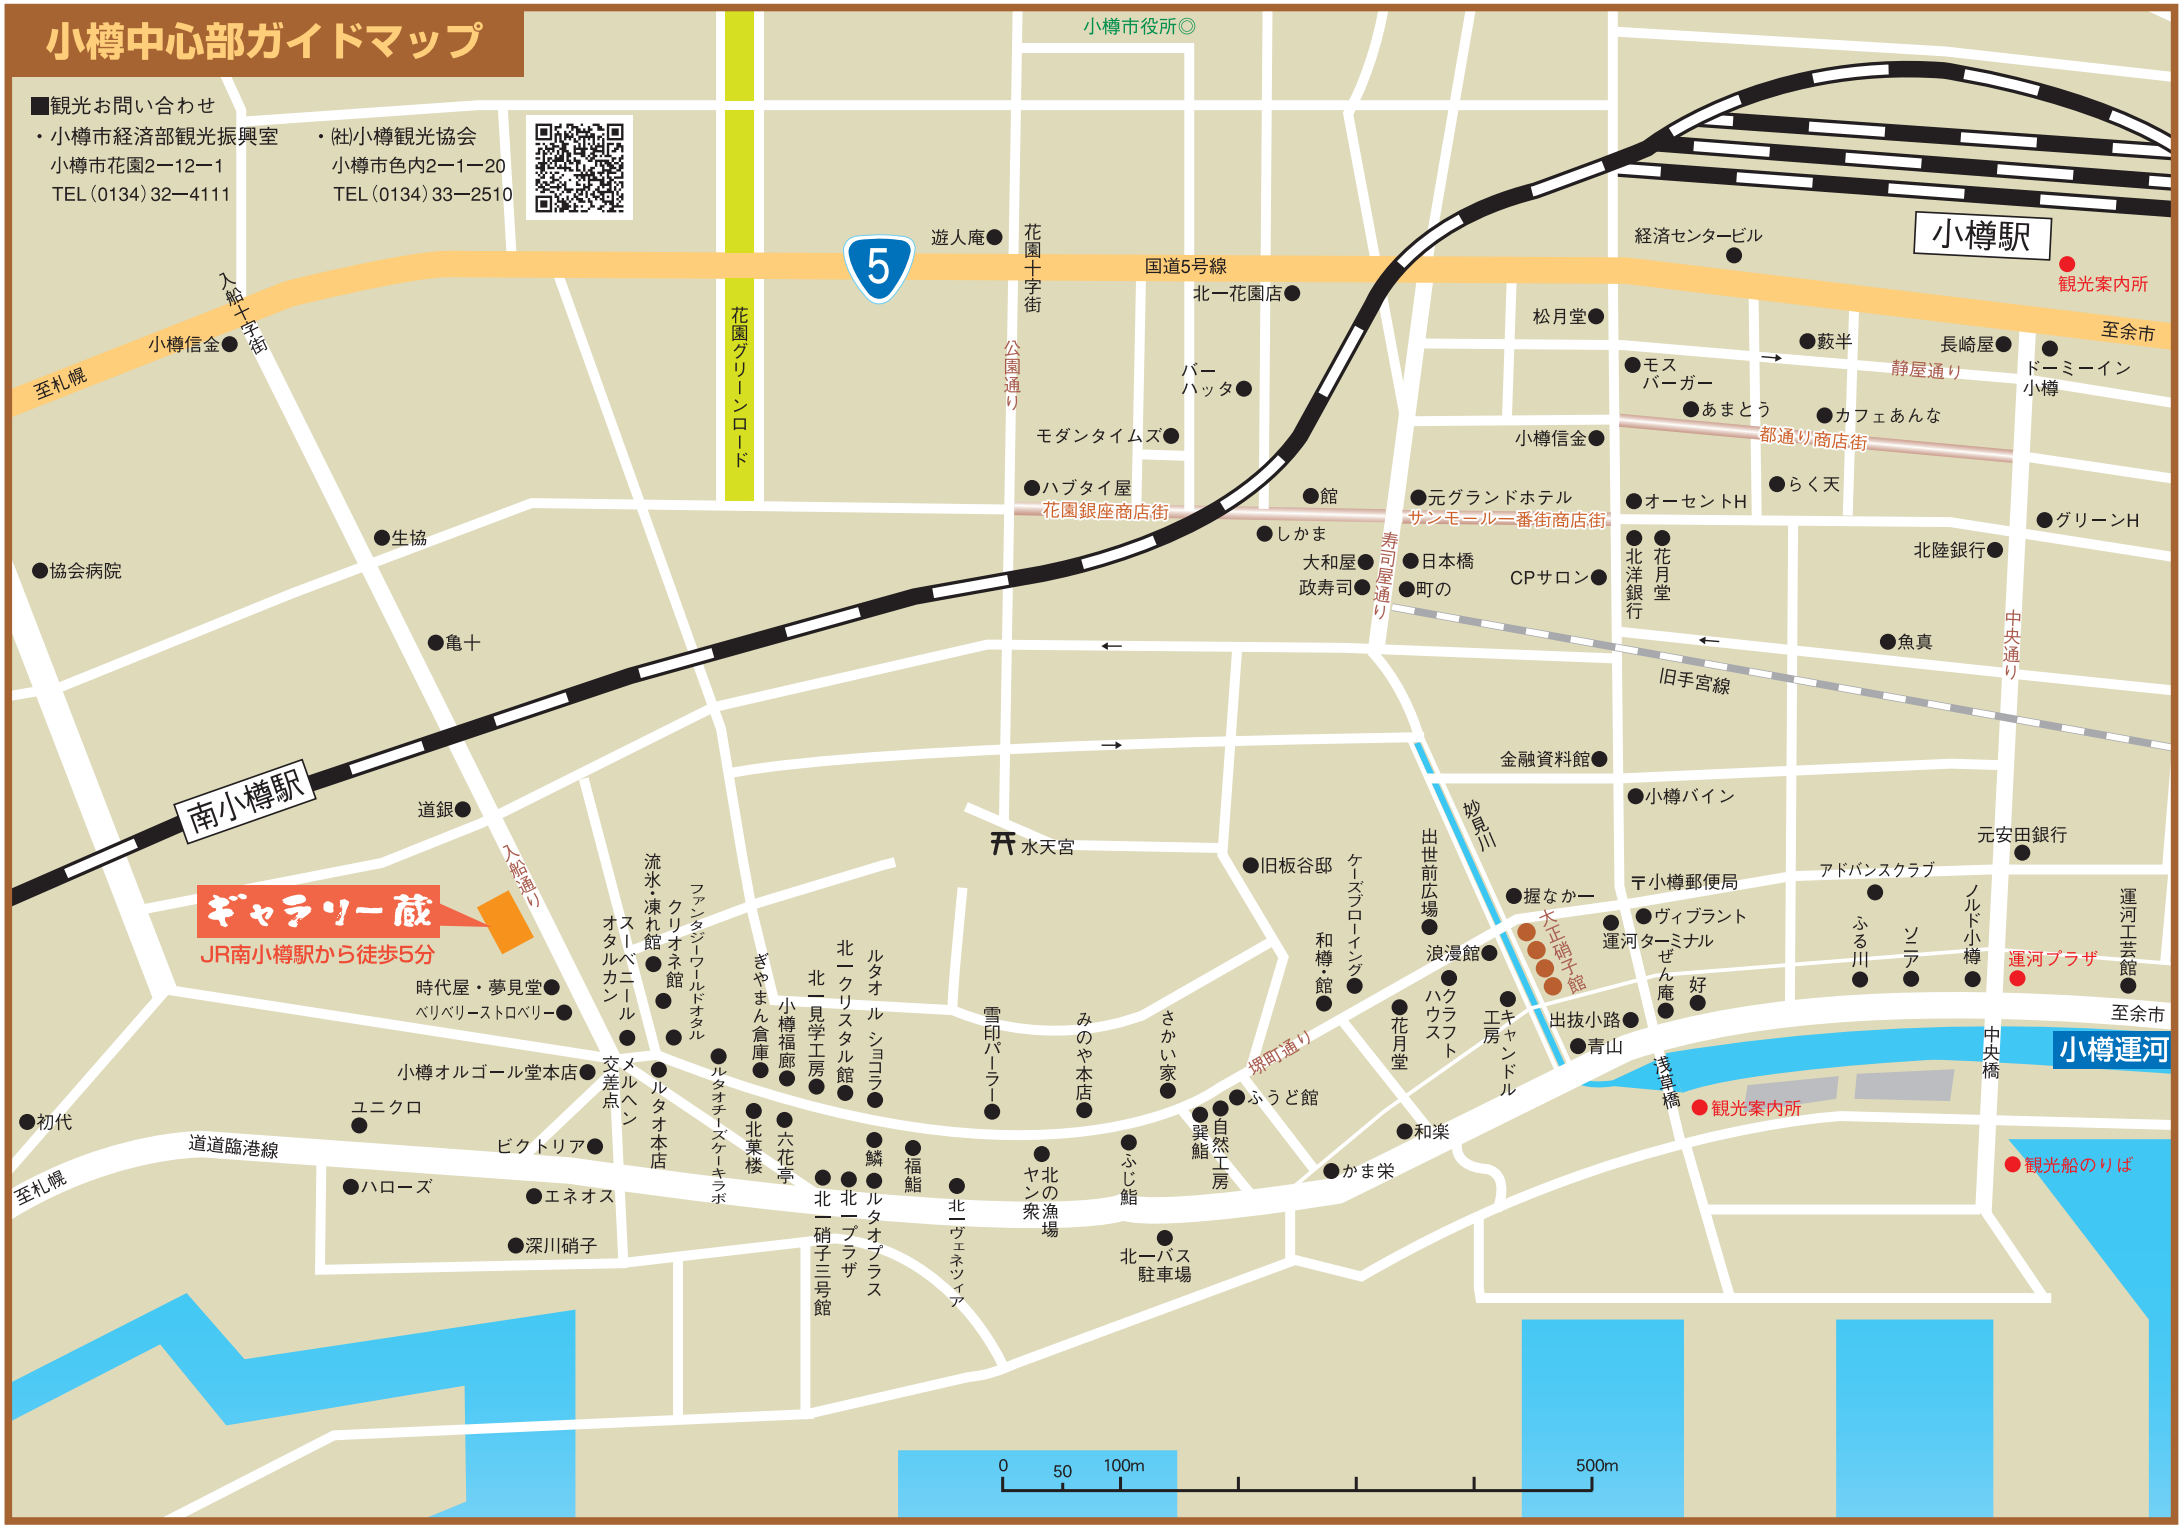 小樽中心部ガイドマップ
■観光お問い合わせ
・小樽市経済部観光振興室
小樽市花園2ー12ー1
TEL（0134）32ー4111
・㈳小樽観光協会
小樽市色内2ー1ー20
TEL（0134）33ー2510
小樽市役所◎
小樽駅
観光案内所
経済センタービル
遊人庵
花園十字街
国道5号線
5
北一花園店
入船十字街
小樽信金
至札幌
花園グリーンロード
公園通り
バー
ハッタ
モダンタイムズ
松月堂
モス
バーガー
藪半
長崎屋
ドーミーイン
小樽
至余市
静屋通り
あまとう
カフェあんな
都通り商店街
小樽信金
ハブタイ屋
花園銀座商店街
館
元グランドホテル
サンモール一番街商店街
オーセントH
らく天
グリーンH
しかま
大和屋
政寿司
寿司屋通り
日本橋
町の
CPサロン
北洋銀行
花月堂
北陸銀行
生協
協会病院
亀十
中央通り
魚真
旧手宮線
南小樽駅
道銀
金融資料館
小樽バイン
妙見川
水天宮
元安田銀行
旧板谷邸
ケーズブローイング
出世前広場
握なかー
〒小樽郵便局
アドバンスクラブ
ヴィブラント
運河ターミナル
大正硝子館
入船通り
ギャラリー蔵
JR南小樽駅から徒歩5分
流氷・凍れ館
クリオネ館
ファンタジーワールドオタル
スーベニール
オタルカン
時代屋・夢見堂
ベリベリーストロベリー
ぎやまん倉庫
小樽福廊
北一見学工房
北一クリスタル館
ルタオ ル ショコラ
雪印パーラー
みのや本店
さかい家
和樽・館
浪漫館
クラフト
ハウス
花月堂
キャンドル
工房
出抜小路
青山
ぜん庵
好
ふる川
ソニア
ノルド小樽
運河プラザ
運河工芸館
至余市
中央橋
小樽運河
浅草橋
観光案内所
観光船のりば
堺町通り
小樽オルゴール堂本店
メルヘン
交差点
ルタオ本店
ルタオチーズケーキラボ
北菓楼
六花亭
初代
ユニクロ
ビクトリア
道道臨港線
至札幌
ハローズ
エネオス
深川硝子
北一硝子三号館
北一プラザ
鱗
ルタオプラス
福鮨
北一ヴェネツィア
北の漁場
ヤン衆
ふじ鮨
北一バス
駐車場
巽鮨
自然工房
ふうど館
かま栄
和楽
0
50
100m
500m